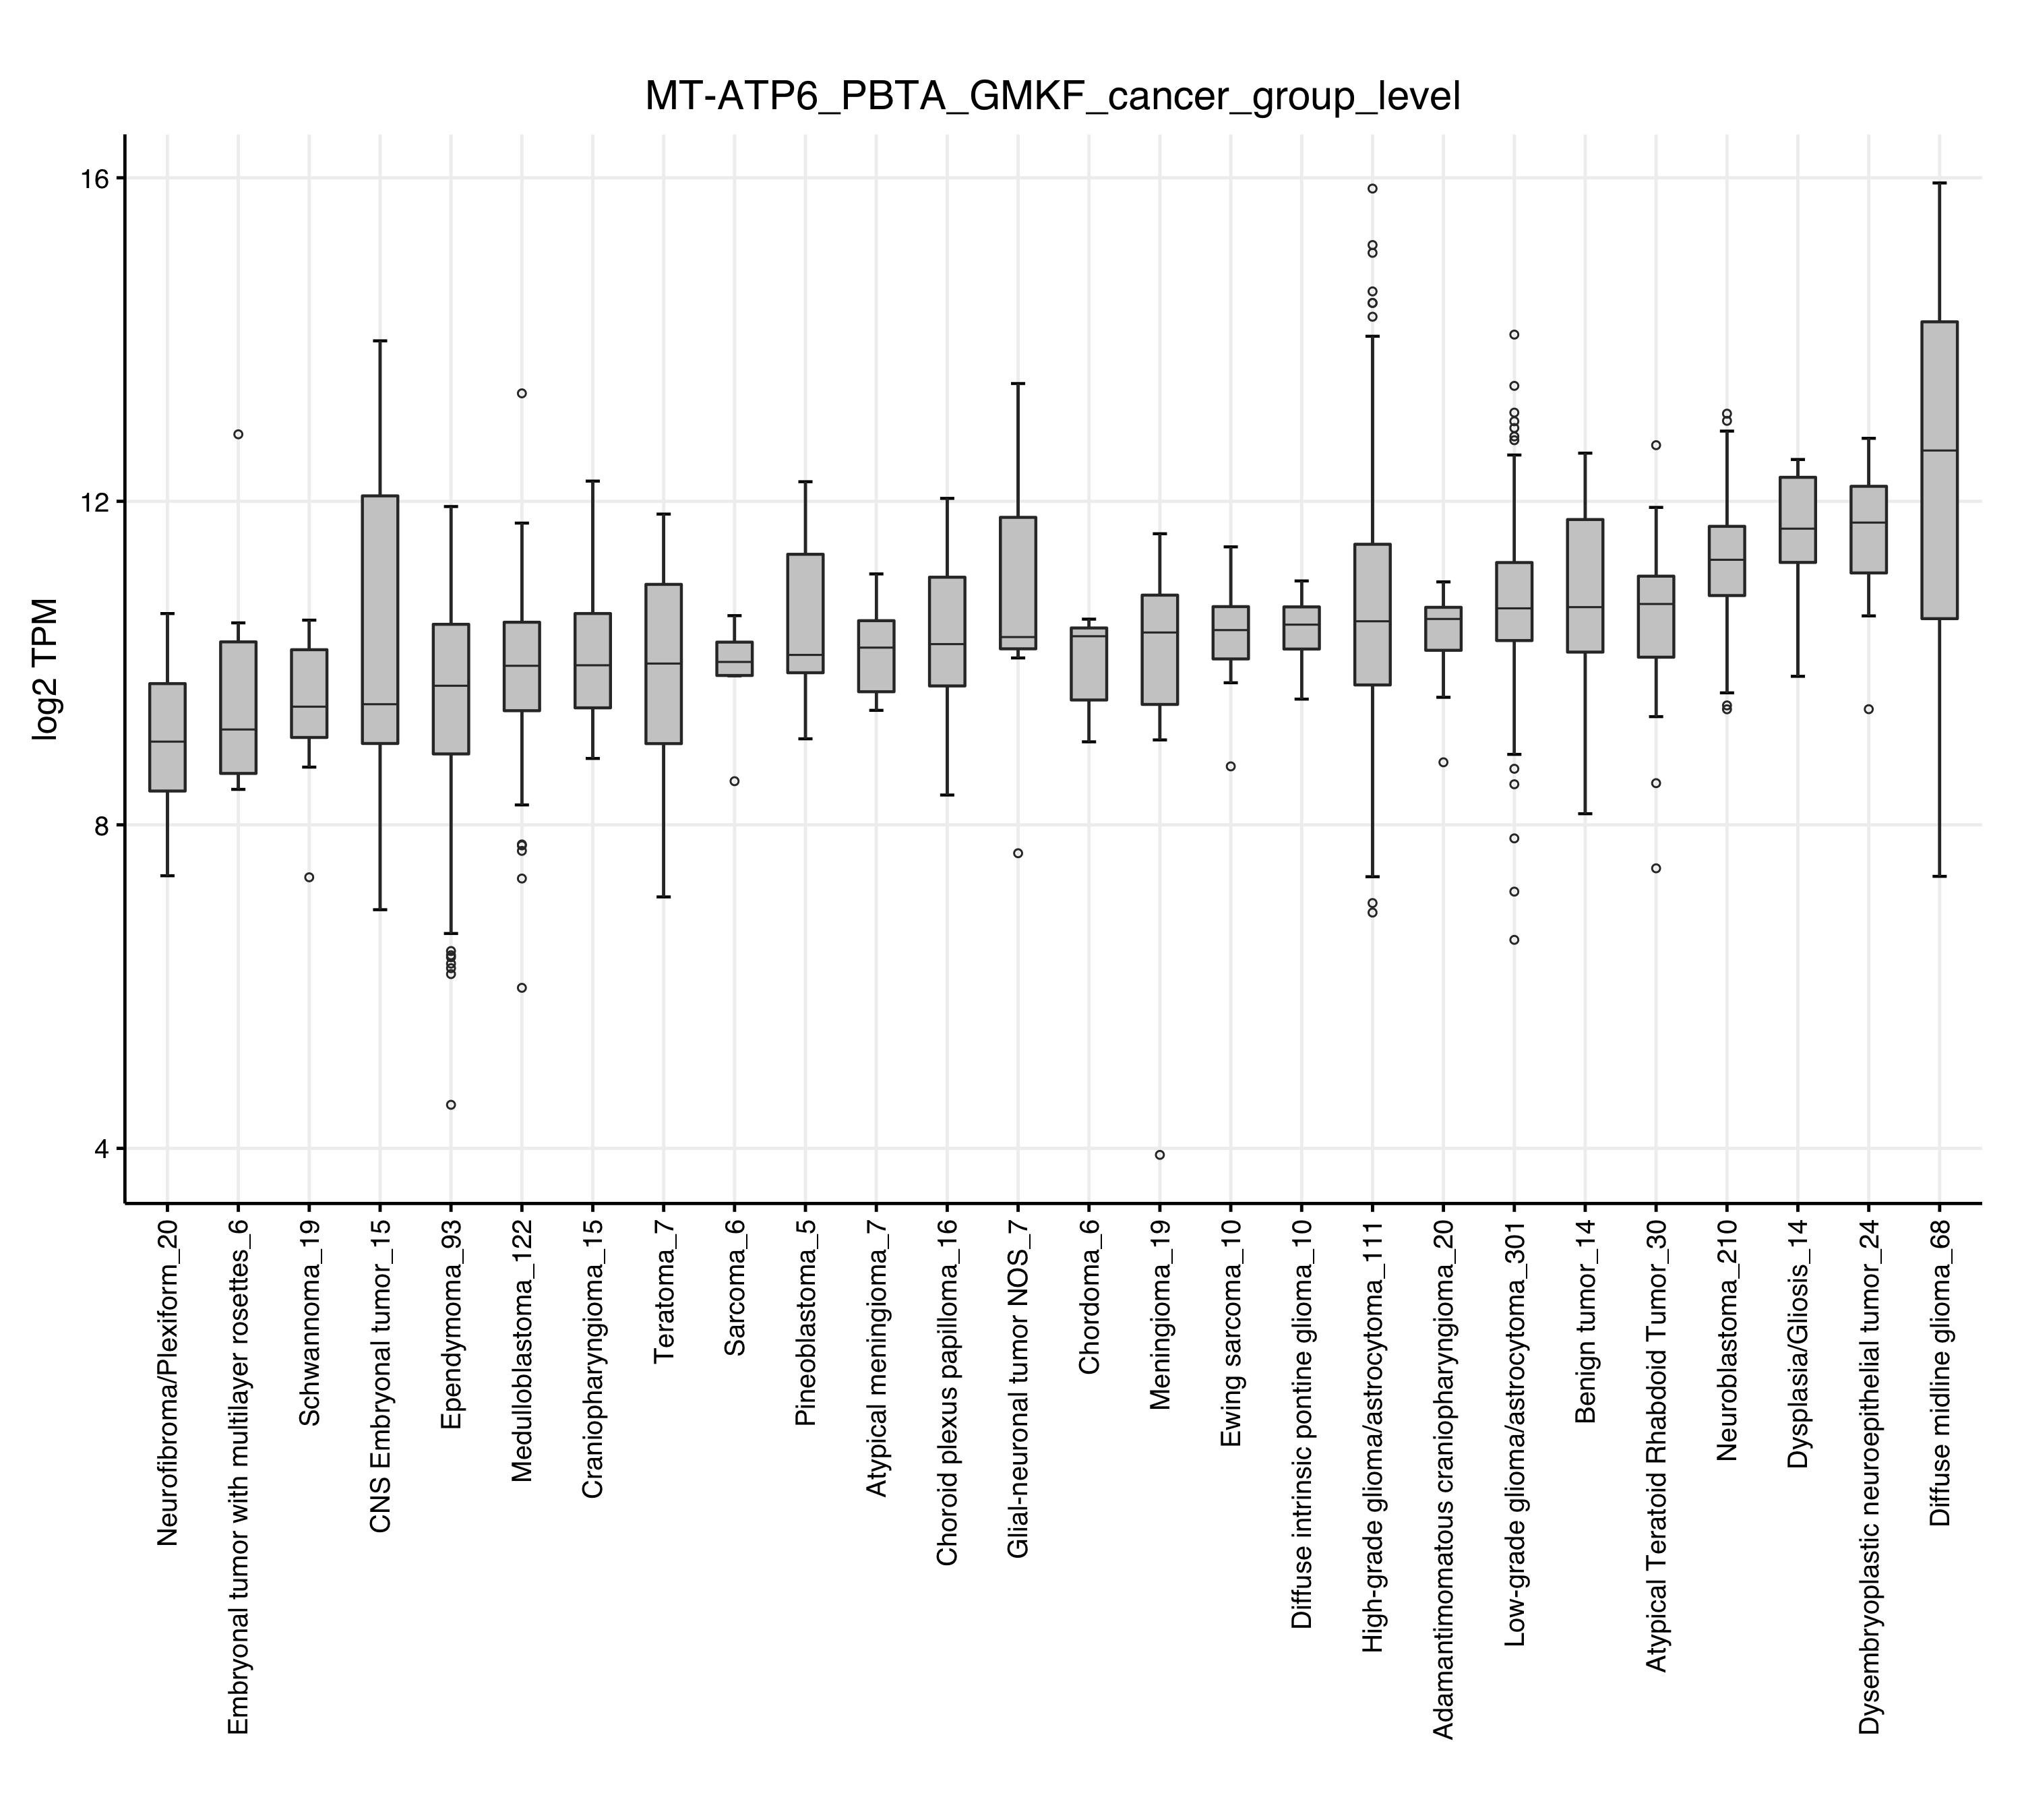 MT-ATP6_PBTA_GMKF_cancer_group_level
log2 TPM
16
12
8
4
Neurofibroma/Plexiform_20
Embryonal tumor with multilayer rosettes_6
Schwannoma_19
CNS Embryonal tumor_15
Ependymoma_93
Medulloblastoma_122
Craniopharyngioma_15
Teratoma_7
Sarcoma_6
Pineoblastoma_5
Atypical meningioma_7
Choroid plexus papilloma_16
Glial-neuronal tumor NOS_7
Chordoma_6
Meningioma_19
Ewing sarcoma_10
Diffuse intrinsic pontine glioma_10
High-grade glioma/astrocytoma_111
Adamantimomatous craniopharyngioma_20
Low-grade glioma/astrocytoma_301
Benign tumor_14
Atypical Teratoid Rhabdoid Tumor_30
Neuroblastoma_210
Dysplasia/Gliosis_14
Dysembryoplastic neuroepithelial tumor_24
Diffuse midline glioma_68